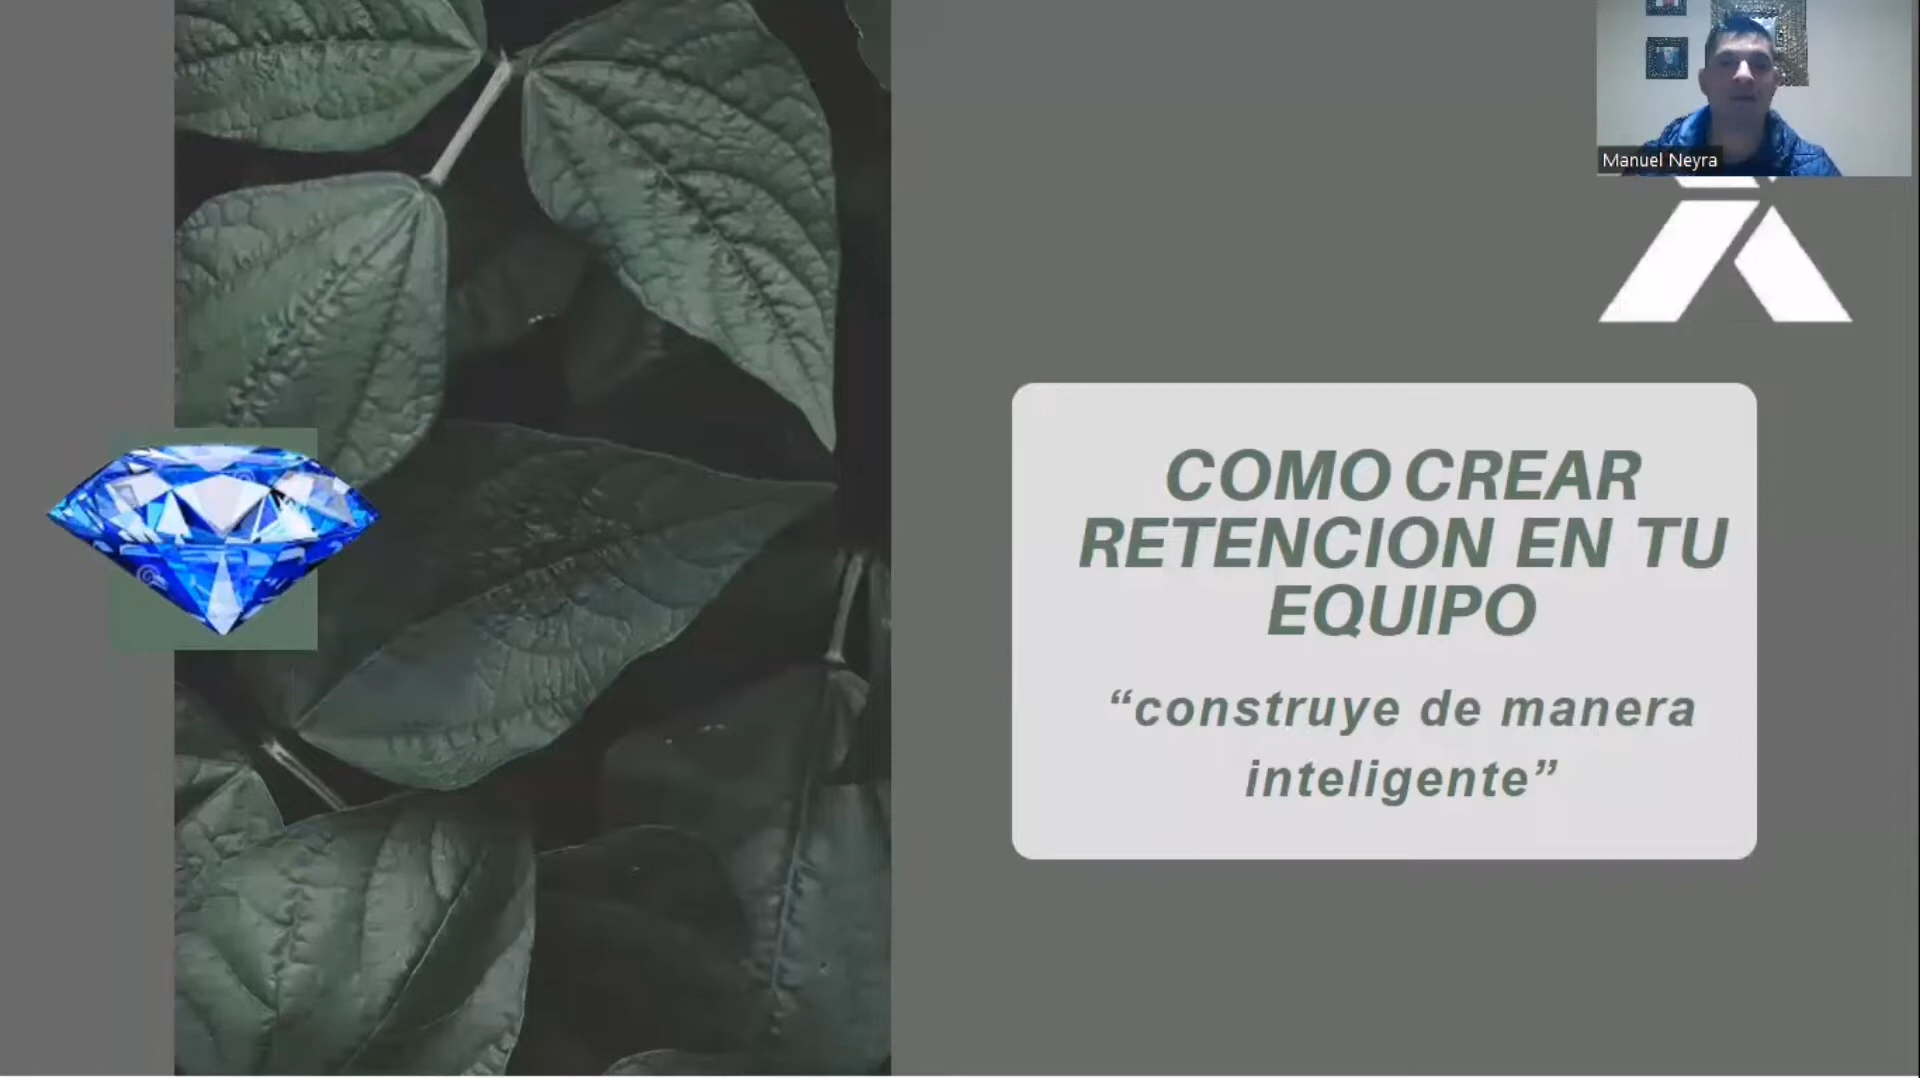 Manuel Neyra
COMO CREAR
RETENCION EN TU
EQUIPO
“construye de manera
inteligente”